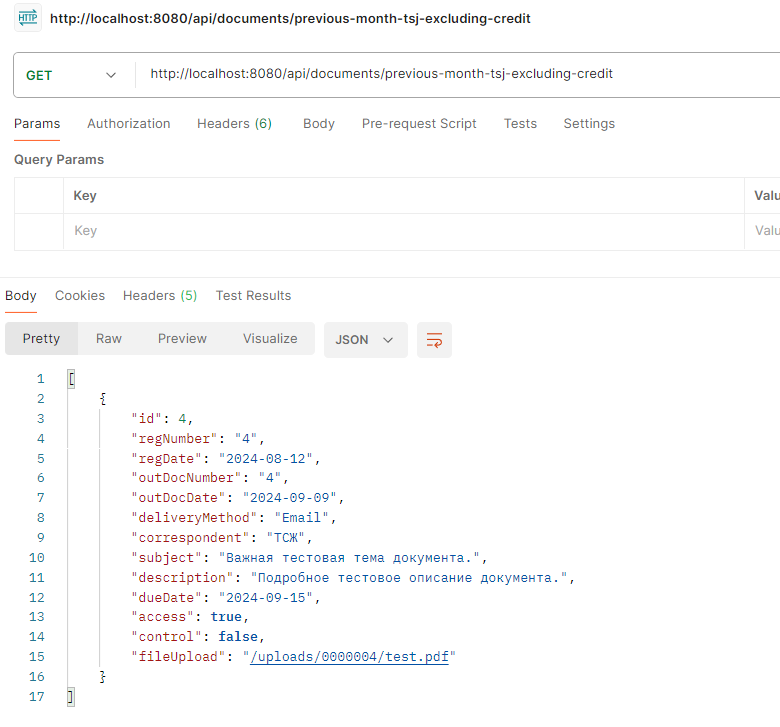 HTTP http://localhost:8080/api/documents/previous-month-tsj-excluding-credit
GET http://localhost:8080/api/documents/previous-month-tsj-excluding-credit
Params Authorization Headers (6) Body Pre-request Script Tests Settings
Query Params
Key Valu
Key Valu
Body Cookies Headers (5) Test Results
Pretty Raw Preview Visualize JSON
1 [
2 {
3 "id": 4,
4 "regNumber": "4",
5 "regDate": "2024-08-12",
6 "outDocNumber": "4",
7 "outDocDate": "2024-09-09",
8 "deliveryMethod": "Email",
9 "correspondent": "ТСЖ",
10 "subject": "Важная тестовая тема документа.",
11 "description": "Подробное тестовое описание документа.",
12 "dueDate": "2024-09-15",
13 "access": true,
14 "control": false,
15 "fileUpload": "/uploads/0000004/test.pdf"
16 }
17 ]